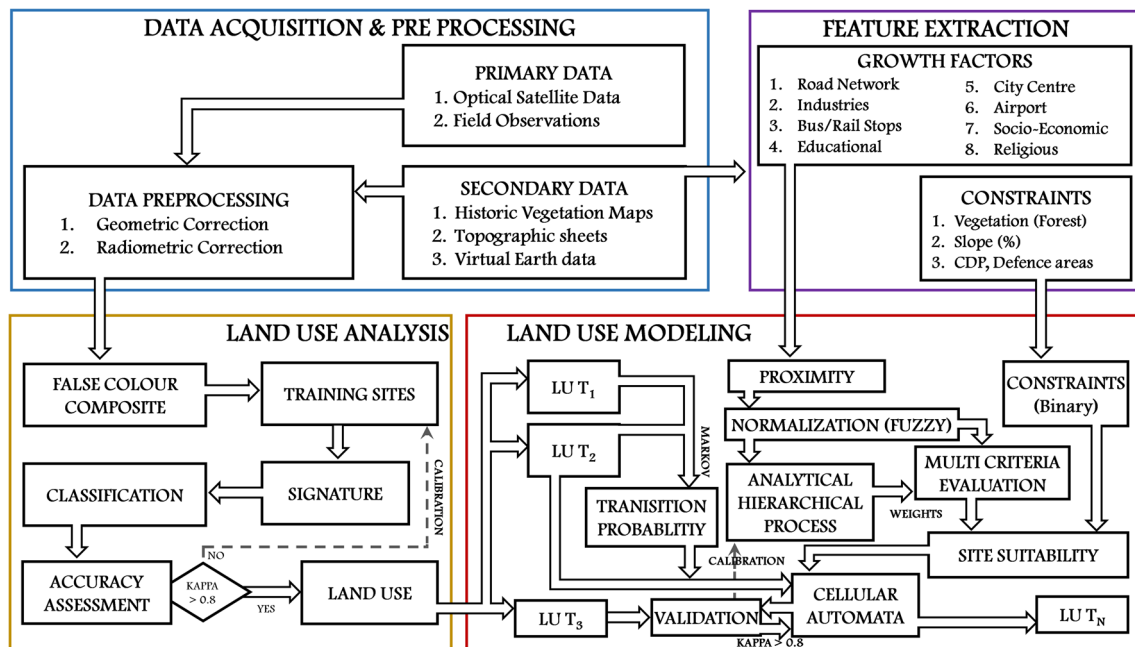 DATA ACQUISITION & PRE PROCESSING
PRIMARY DATA
1. Optical Satellite Data
2. Field Observations
DATA PREPROCESSING
1. Geometric Correction
2. Radiometric Correction
SECONDARY DATA
1. Historic Vegetation Maps
2. Topographic sheets
3. Virtual Earth data
FEATURE EXTRACTION
GROWTH FACTORS
1. Road Network
2. Industries
3. Bus/Rail Stops
4. Educational
5. City Centre
6. Airport
7. Socio-Economic
8. Religious
CONSTRAINTS
1. Vegetation (Forest)
2. Slope (%)
3. CDP, Defence areas
LAND USE ANALYSIS
FALSE COLOUR
COMPOSITE
TRAINING SITES
CLASSIFICATION
SIGNATURE
CALIBRATION
ACCURACY
ASSESSMENT
KAPPA
> 0.8
NO
YES
LAND USE
LAND USE MODELING
LU T1
LU T2
MARKOV
TRANISITION
PROBABLITIY
LU T3
VALIDATION
KAPPA > 0.8
CALIBRATION
PROXIMITY
NORMALIZATION (FUZZY)
ANALYTICAL
HIERARCHICAL
PROCESS
WEIGHTS
MULTI CRITERIA
EVALUATION
CONSTRAINTS
(Binary)
SITE SUITABILITY
CELLULAR
AUTOMATA
LU TN